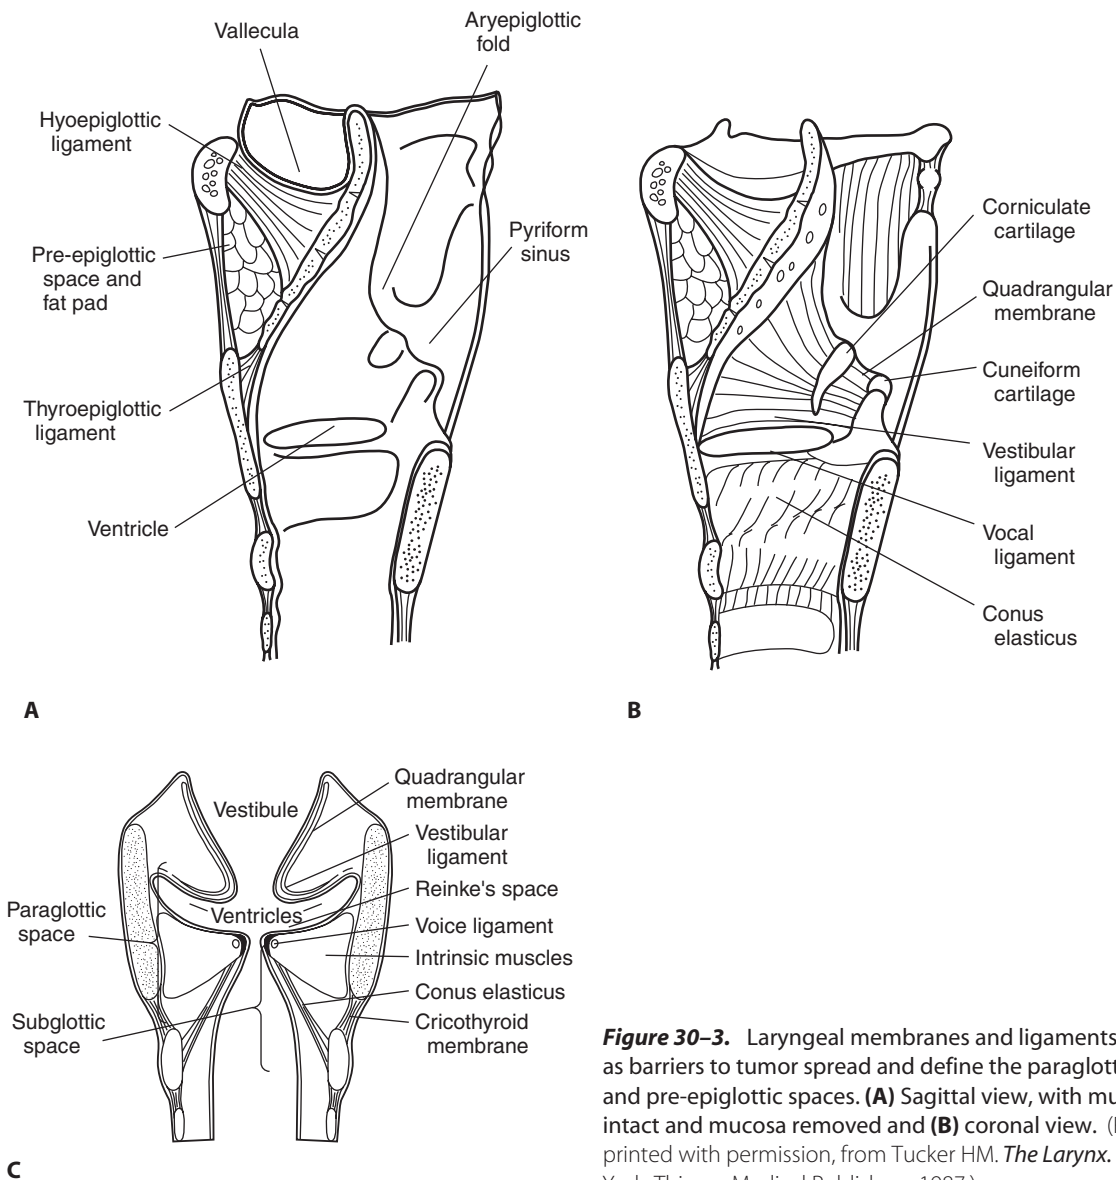 Vallecula
Aryepiglottic
fold
Hyoepiglottic
ligament
Pre-epiglottic
space and
fat pad
Pyriform
sinus
Thyroepiglottic
ligament
Ventricle
A
Corniculate
cartilage
Quadrangular
membrane
Cuneiform
cartilage
Vestibular
ligament
Vocal
ligament
Conus
elasticus
B
Vestibule
Quadrangular
membrane
Vestibular
ligament
Reinke's space
Ventricles
Voice ligament
Paraglottic
space
Intrinsic muscles
Conus elasticus
Subglottic
space
Cricothyroid
membrane
C
Figure 30–3. Laryngeal membranes and ligaments
as barriers to tumor spread and define the paraglott
and pre-epiglottic spaces. (A) Sagittal view, with mu
intact and mucosa removed and (B) coronal view. (
printed with permission, from Tucker HM. The Larynx.